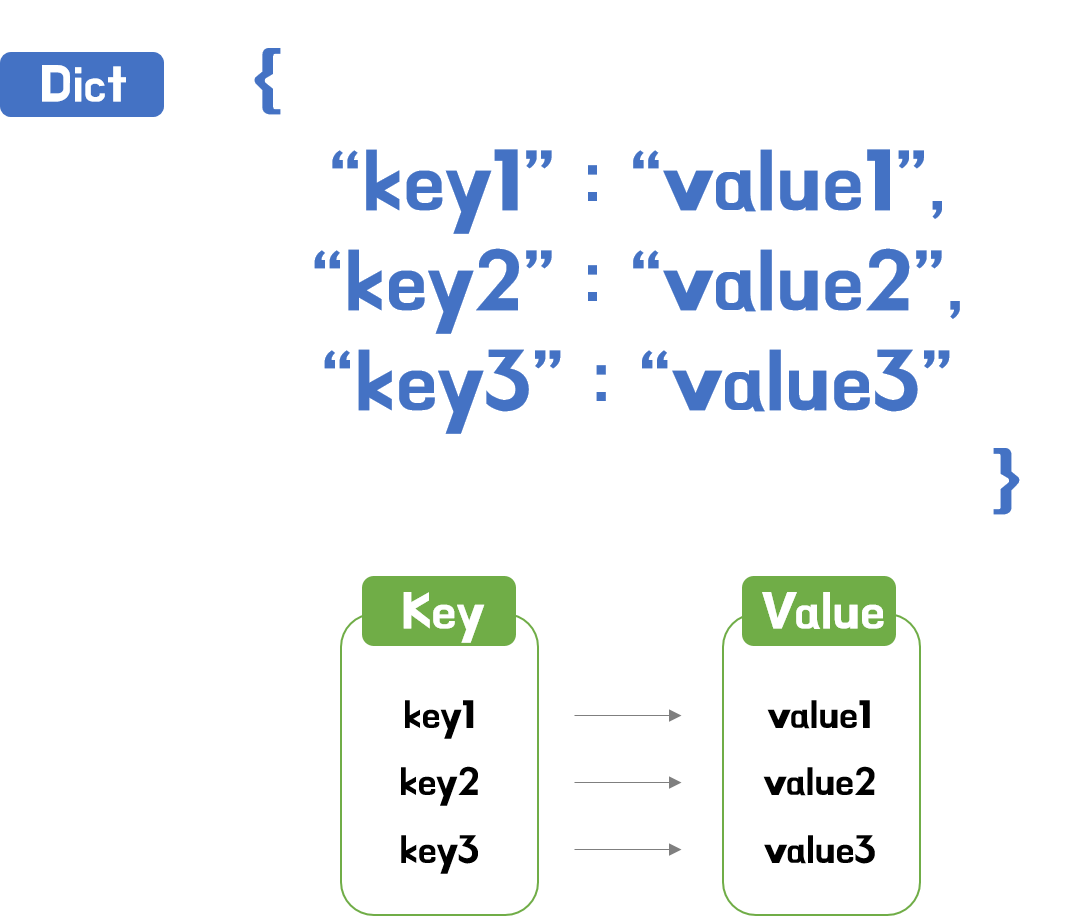 Dict {
“key1” : “value1”,
“key2” : “value2”,
“key3” : “value3”
}
Key Value
key1 value1
key2 value2
key3 value3